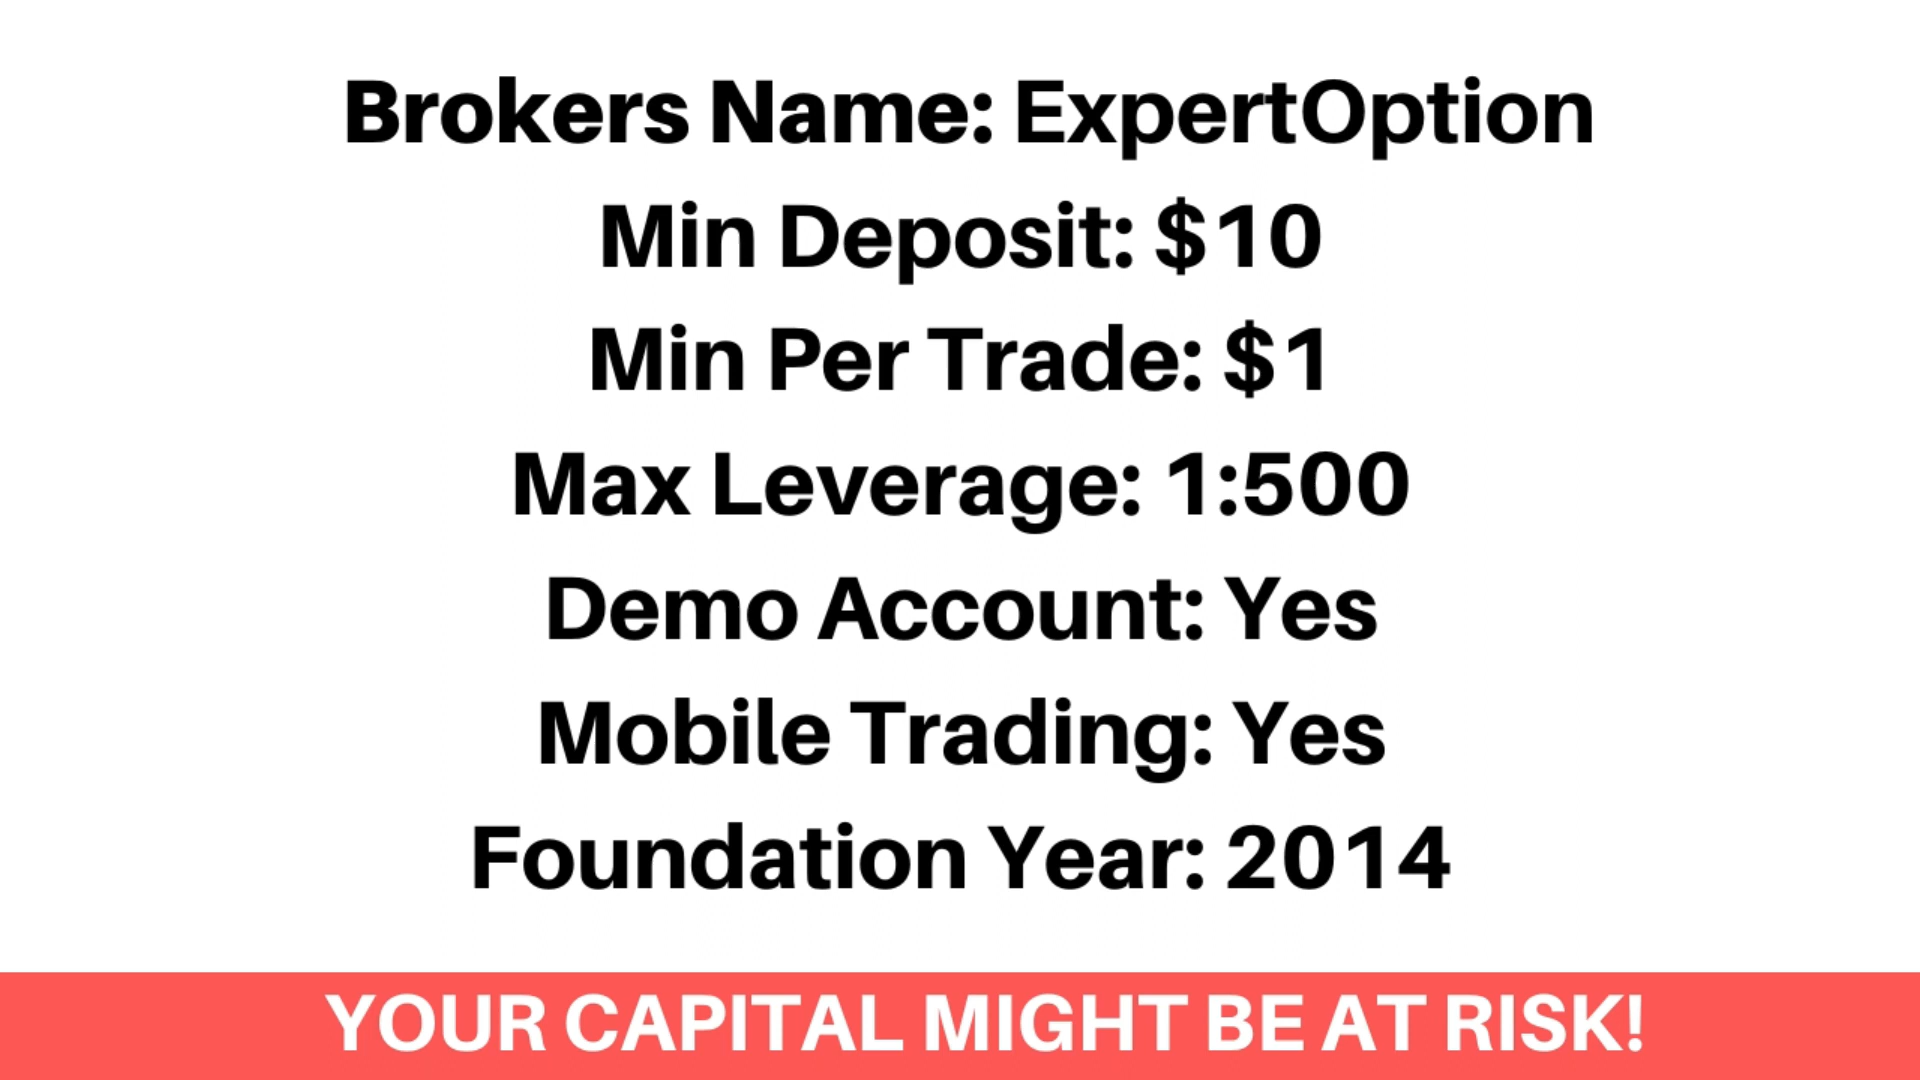 Brokers Name: ExpertOption
Min Deposit: $10
Min Per Trade: $1
Max Leverage: 1:500
Demo Account: Yes
Mobile Trading: Yes
Foundation Year: 2014
YOUR CAPITAL MIGHT BE AT RISK!